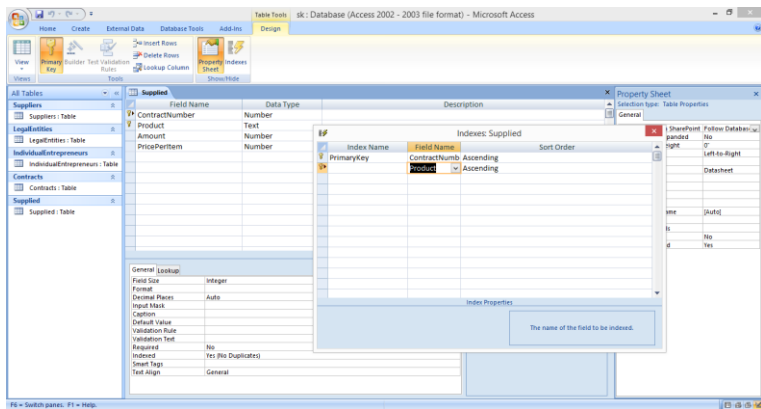 Table Tools sk : Database (Access 2002 - 2003 file format) - Microsoft Access
Home Create External Data Database Tools Add-Ins Design
View
Primary Key
Builder
Test Validation Rules
Insert Rows
Delete Rows
Lookup Column
Property Sheet
Indexes
Views Tools Show/Hide
All Tables
Suppliers
Suppliers : Table
LegalEntities
LegalEntities : Table
IndividualEntrepreneurs
IndividualEntrepreneurs : Table
Contracts
Contracts : Table
Supplied
Supplied : Table
Supplied
Field Name Data Type Description
ContractNumber Number
Product Text
Amount Number
PricePerItem Number
Indexes: Supplied
Index Name Field Name Sort Order
PrimaryKey ContractNumb Ascending
Product Ascending
Index Properties
The name of the field to be indexed.
General Lookup
Field Size Integer
Format
Decimal Places Auto
Input Mask
Caption
Default Value
Validation Rule
Validation Text
Required No
Indexed Yes (No Duplicates)
Smart Tags
Text Align General
Property Sheet
Selection type: Table Properties
General
SharePoint Follow Databas
panded No
eight 0"
Left-to-Right
Datasheet
ame [Auto]
ds
No
d Yes
F6 = Switch panes. F1 = Help.